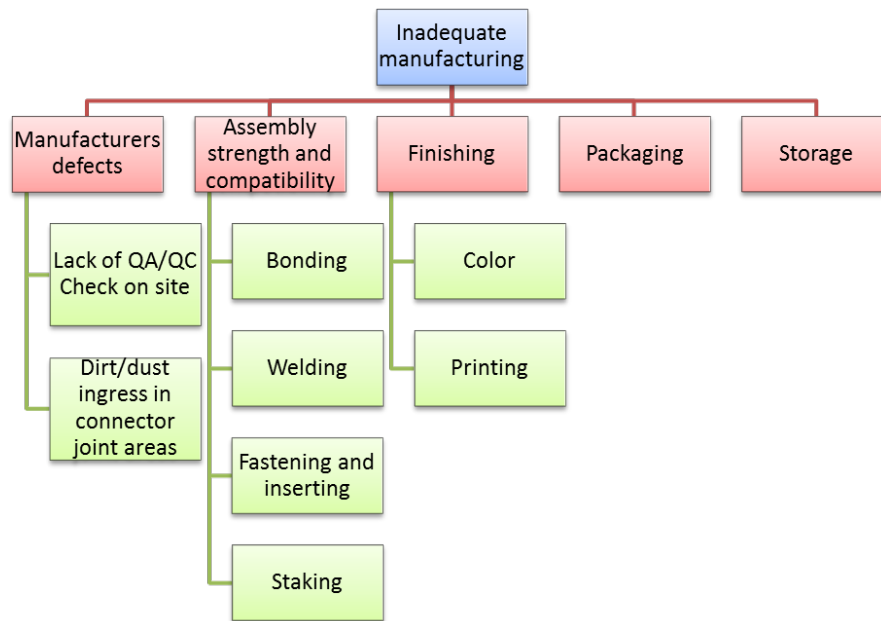 Inadequate
manufacturing
Manufacturers
defects
Assembly
strength and
compatibility
Finishing
Packaging
Storage
Lack of QA/QC
Check on site
Dirt/dust
ingress in
connector
joint areas
Bonding
Welding
Fastening and
inserting
Staking
Color
Printing